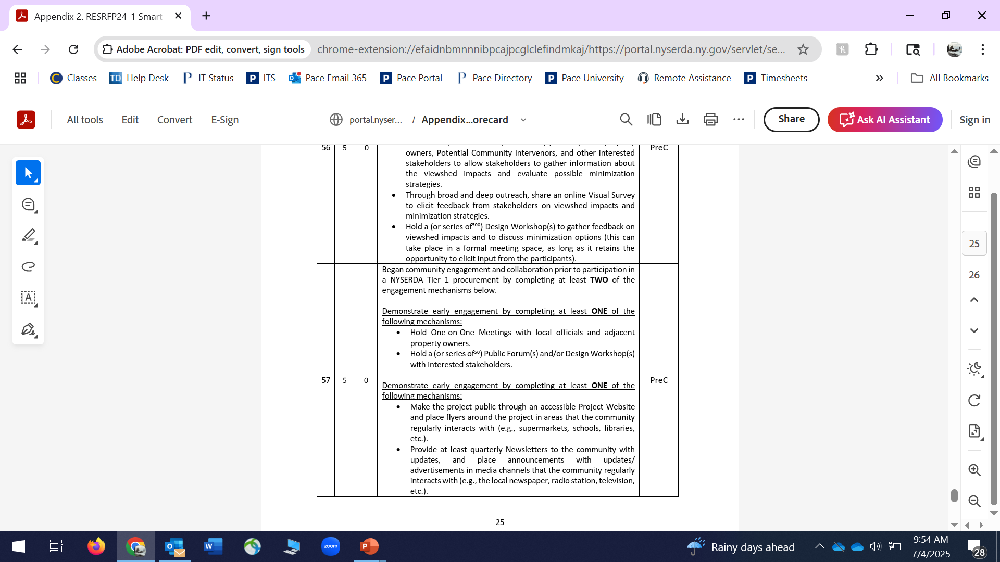 Appendix 2. RESRFP24-1 Smart
Adobe Acrobat: PDF edit, convert, sign tools
chrome-extension://efaidnbmnnnibpcajpcglclefindmkaj/https://portal.nyserda.ny.gov/servlet/se...
Classes
TD Help Desk
IT Status
P ITS
Pace Email 365
P Pace Portal
Pace Directory
P Pace University
Remote Assistance
P Timesheets
»
All Bookmarks
All tools
Edit
Convert
E-Sign
portal.nyser... / Appendix...orecard
Share
Ask AI Assistant
Sign in
56 5 0 PreC
owners, Potential Community Intervenors, and other interested
stakeholders to allow stakeholders to gather information about
the viewshed impacts and evaluate possible minimization
strategies.
• Through broad and deep outreach, share an online Visual Survey
to elicit feedback from stakeholders on viewshed impacts and
minimization strategies.
• Hold a (or series of⁵⁰⁰) Design Workshop(s) to gather feedback on
viewshed impacts and to discuss minimization options (this can
take place in a formal meeting space, as long as it retains the
opportunity to elicit input from the participants).
57 5 0 PreC
Began community engagement and collaboration prior to participation in
a NYSERDA Tier 1 procurement by completing at least TWO of the
engagement mechanisms below.
Demonstrate early engagement by completing at least ONE of the
following mechanisms:
• Hold One-on-One Meetings with local officials and adjacent
property owners.
• Hold a (or series of⁵⁰) Public Forum(s) and/or Design Workshop(s)
with interested stakeholders.
Demonstrate early engagement by completing at least ONE of the
following mechanisms:
• Make the project public through an accessible Project Website
and place flyers around the project in areas that the community
regularly interacts with (e.g., supermarkets, schools, libraries,
etc.).
• Provide at least quarterly Newsletters to the community with
updates, and place announcements with updates/
advertisements in media channels that the community regularly
interacts with (e.g., the local newspaper, radio station, television,
etc.).
25
25
26
zoom
Rainy days ahead
9:54 AM
7/4/2025
28